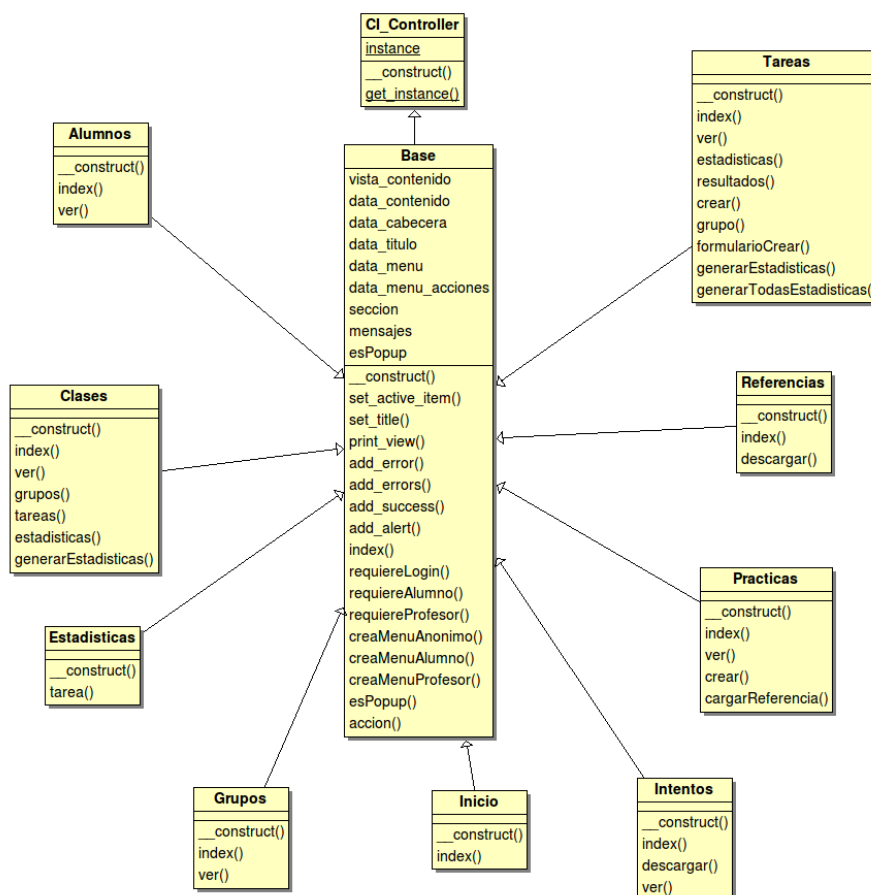 CI_Controller
instance
__construct()
get_instance()
Tareas
__construct()
index()
ver()
estadisticas()
resultados()
crear()
grupo()
formularioCrear()
generarEstadisticas()
generarTodasEstadisticas(
Alumnos
__construct()
index()
ver()
Base
vista_contenido
data_contenido
data_cabecera
data_titulo
data_menu
data_menu_acciones
seccion
mensajes
esPopup
__construct()
set_active_item()
set_title()
print_view()
add_error()
add_errors()
add_success()
add_alert()
index()
requiereLogin()
requiereAlumno()
requiereProfesor()
creaMenuAnonimo()
creaMenuAlumno()
creaMenuProfesor()
esPopup()
accion()
Referencias
__construct()
index()
descargar()
Clases
__construct()
index()
ver()
grupos()
tareas()
estadisticas()
generarEstadisticas()
Practicas
__construct()
index()
ver()
crear()
cargarReferencia()
Estadisticas
__construct()
tarea()
Grupos
__construct()
index()
ver()
Inicio
__construct()
index()
Intentos
__construct()
index()
descargar()
ver()